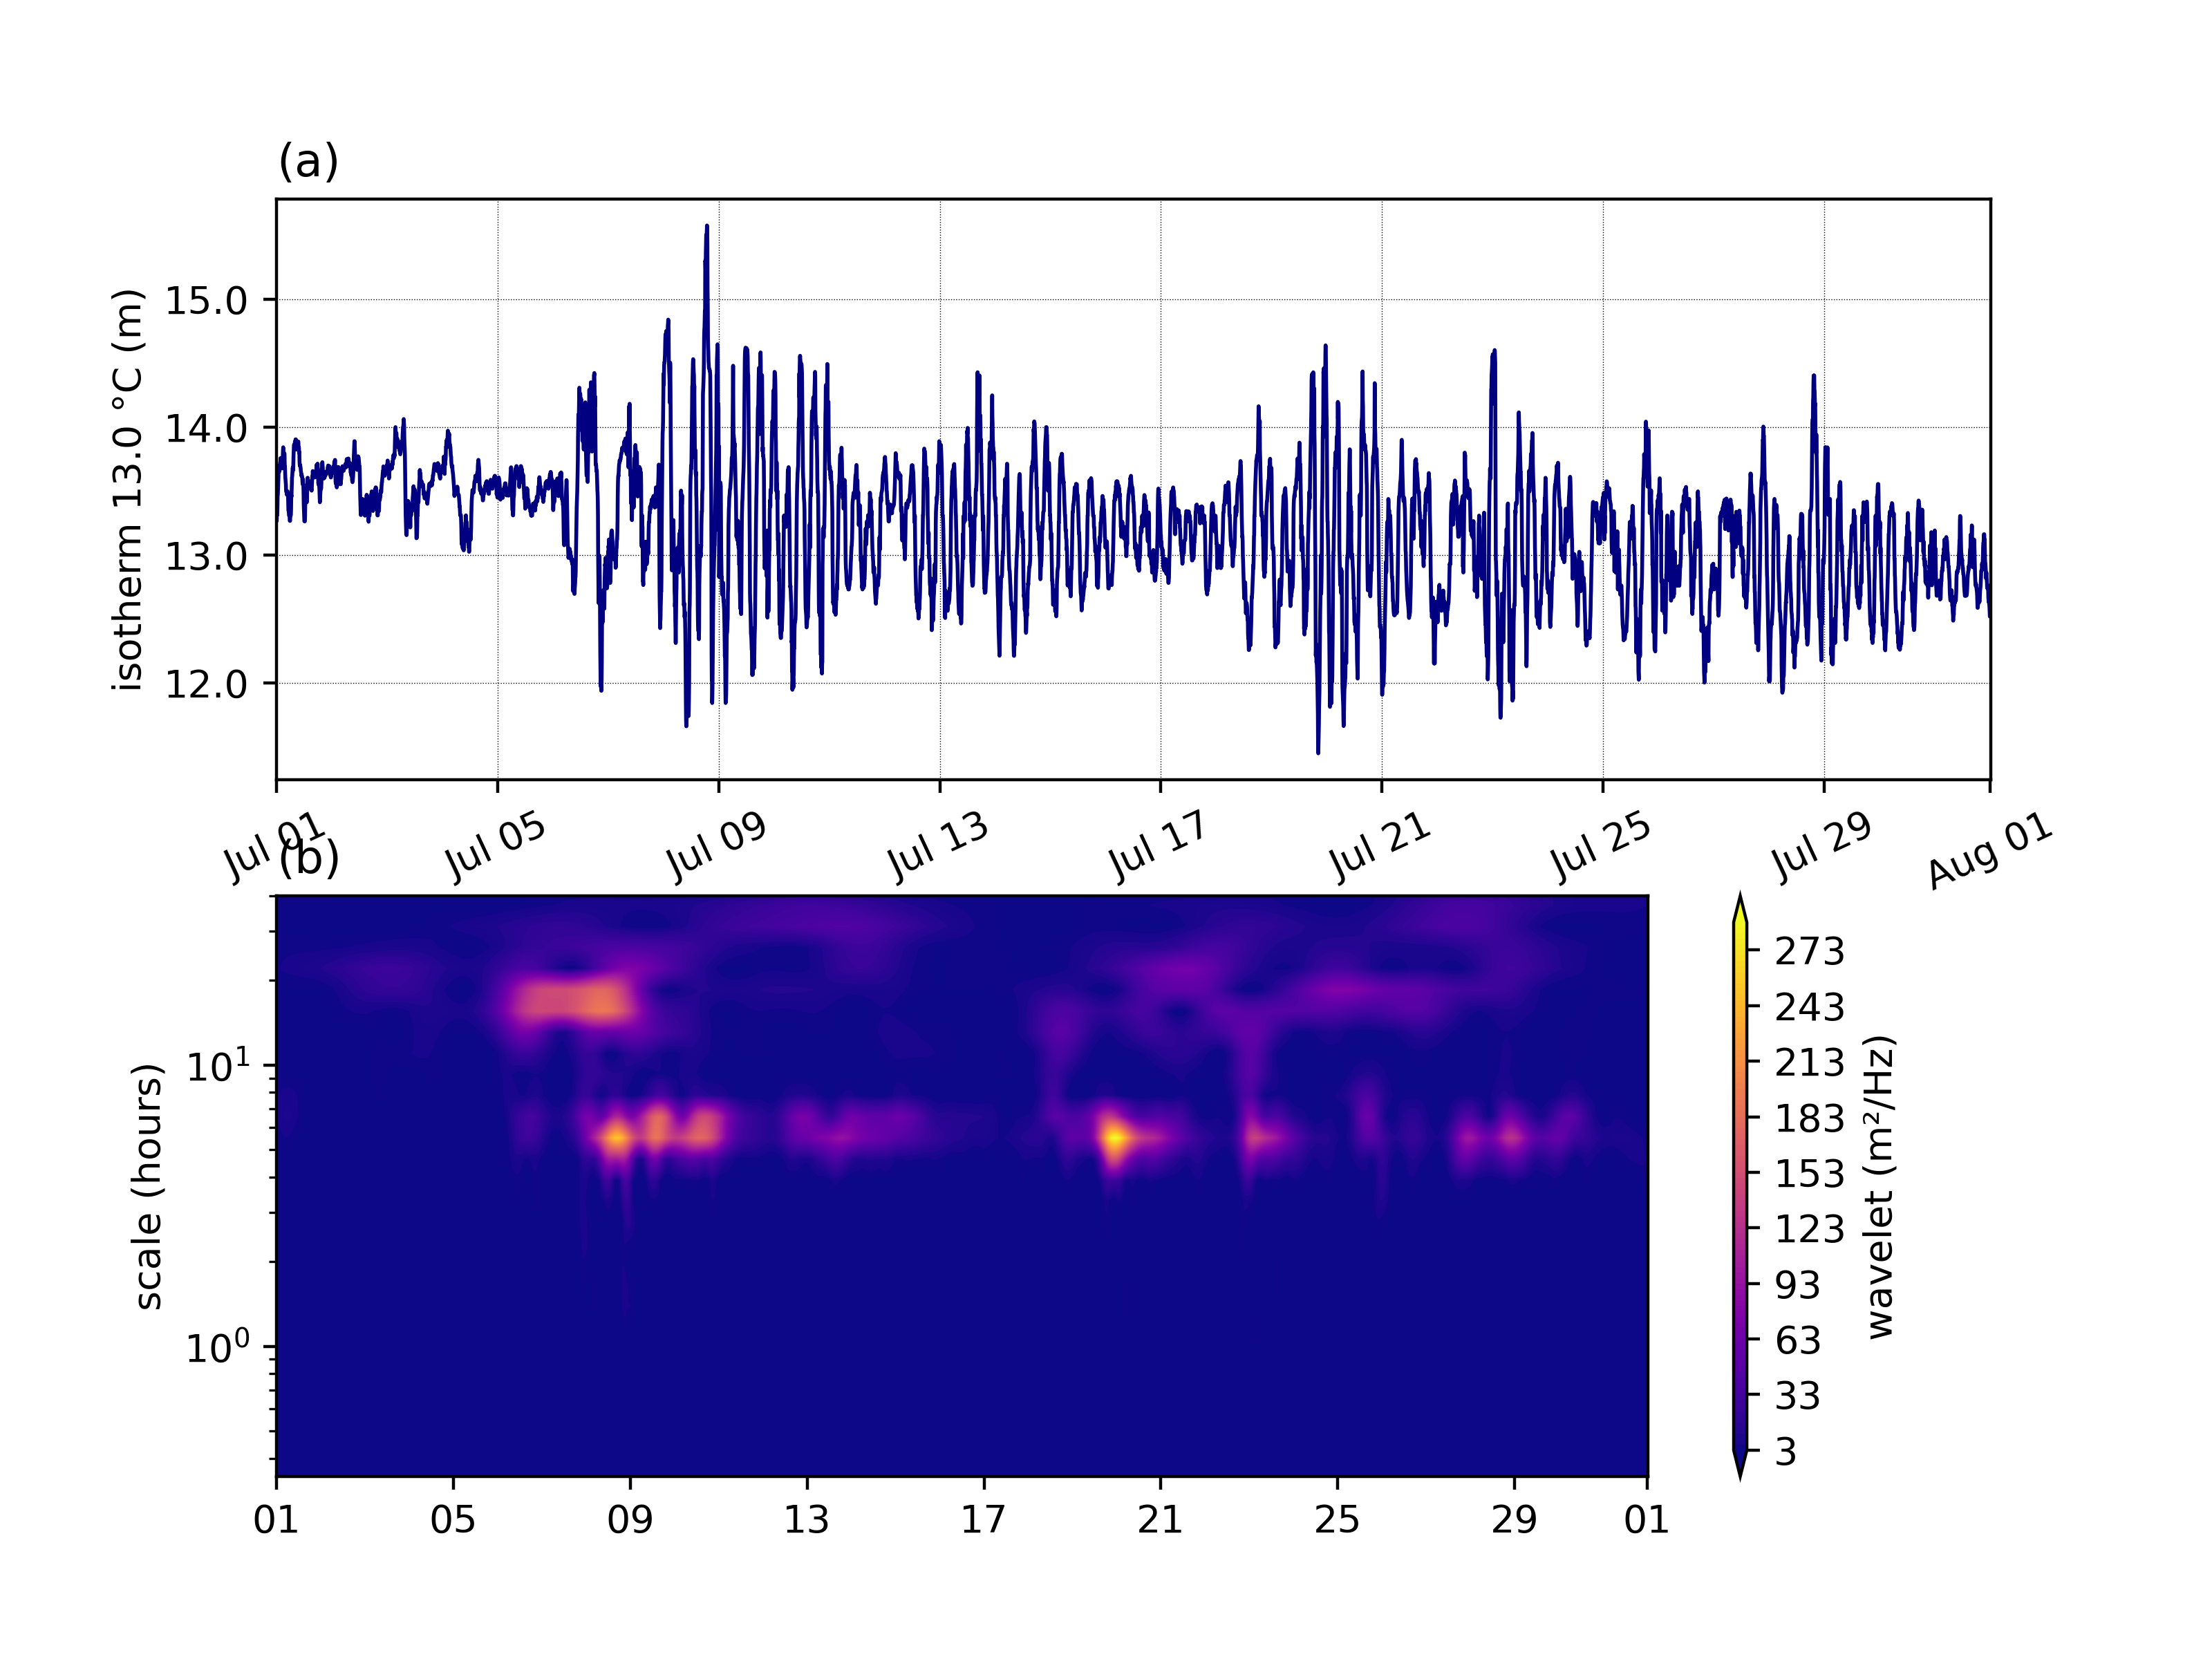 (a)
isotherm 13.0 °C (m)
15.0
14.0
13.0
12.0
Jul 01
Jul 05
Jul 09
Jul 13
Jul 17
Jul 21
Jul 25
Jul 29
Aug 01
(b)
scale (hours)
10¹
10⁰
01
05
09
13
17
21
25
29
01
273
243
213
183
153
123
93
63
33
3
wavelet (m²/Hz)